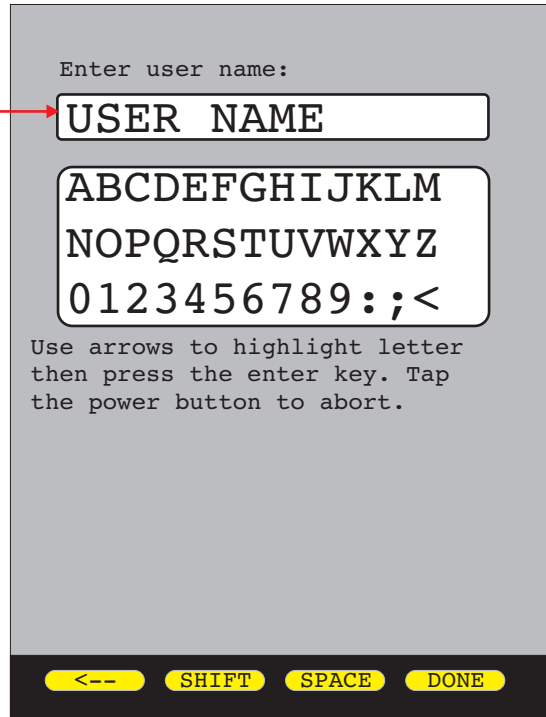 Enter user name:
USER NAME
ABCDEFGHIJKLM
NOPQRSTUVWXYZ
0123456789:;<
Use arrows to highlight letter
then press the enter key. Tap
the power button to abort.
<-- SHIFT SPACE DONE